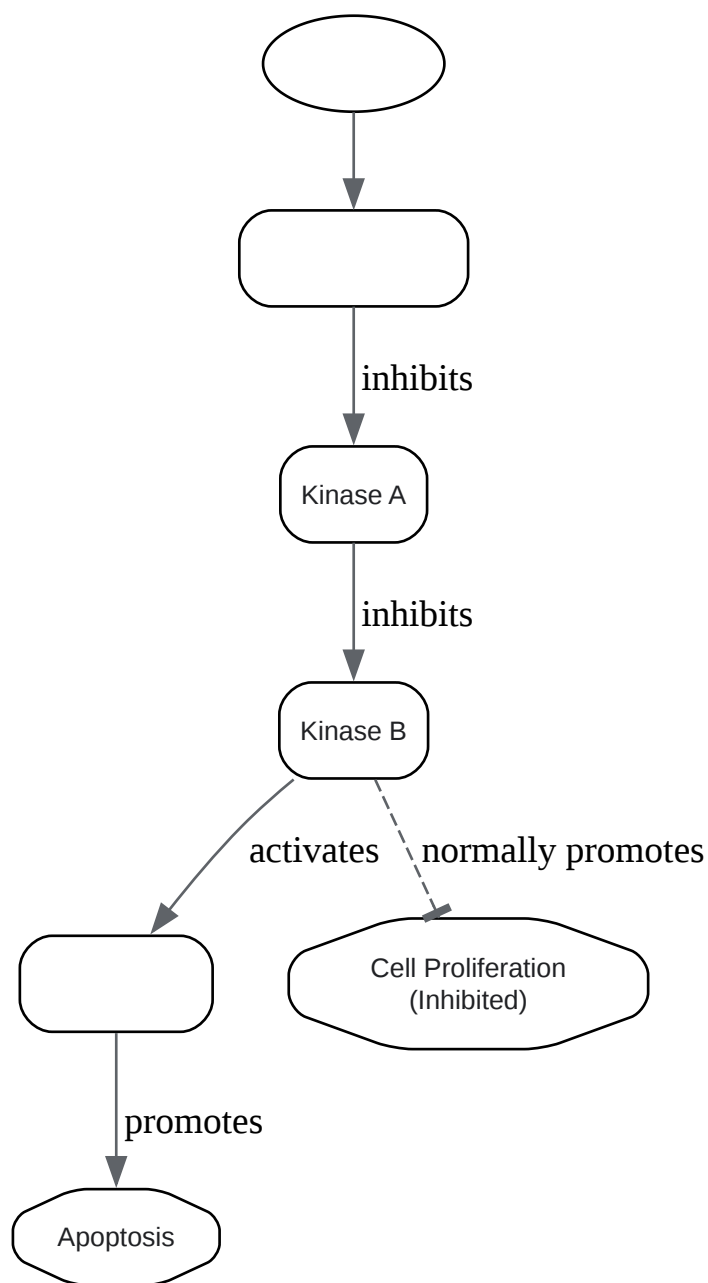 inhibits
Kinase A
inhibits
Kinase B
activates
normally promotes
Cell Proliferation
(Inhibited)
promotes
Apoptosis